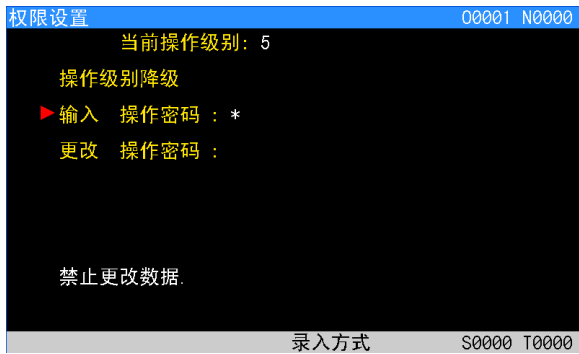 权限设置 O0001 N0000
当前操作级别: 5
操作级别降级
输入 操作密码 : *
更改 操作密码 :
禁止更改数据.
录入方式 S0000 T0000